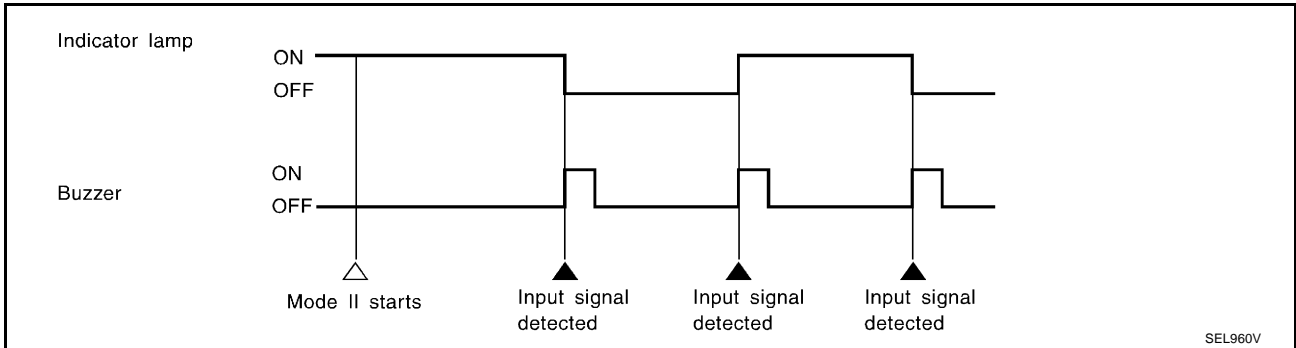 Indicator lamp
ON
OFF
Buzzer
ON
OFF
Mode II starts
Input signal
detected
Input signal
detected
Input signal
detected
SEL960V